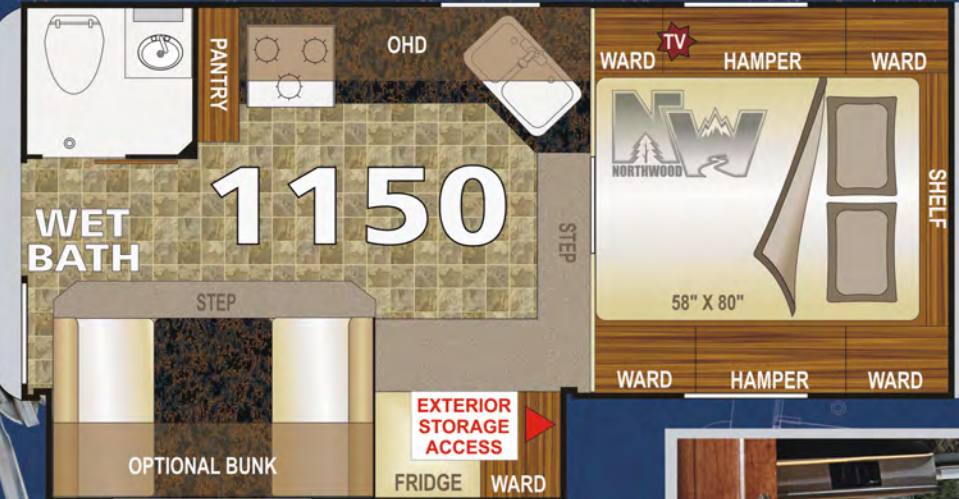 PANTRY
OHD
TV
WARD
HAMPER
WARD
NW
NORTHWOOD
SHELF
1150
WET
BATH
STEP
STEP
58" X 80"
WARD
HAMPER
WARD
EXTERIOR
STORAGE
ACCESS
OPTIONAL BUNK
FRIDGE
WARD